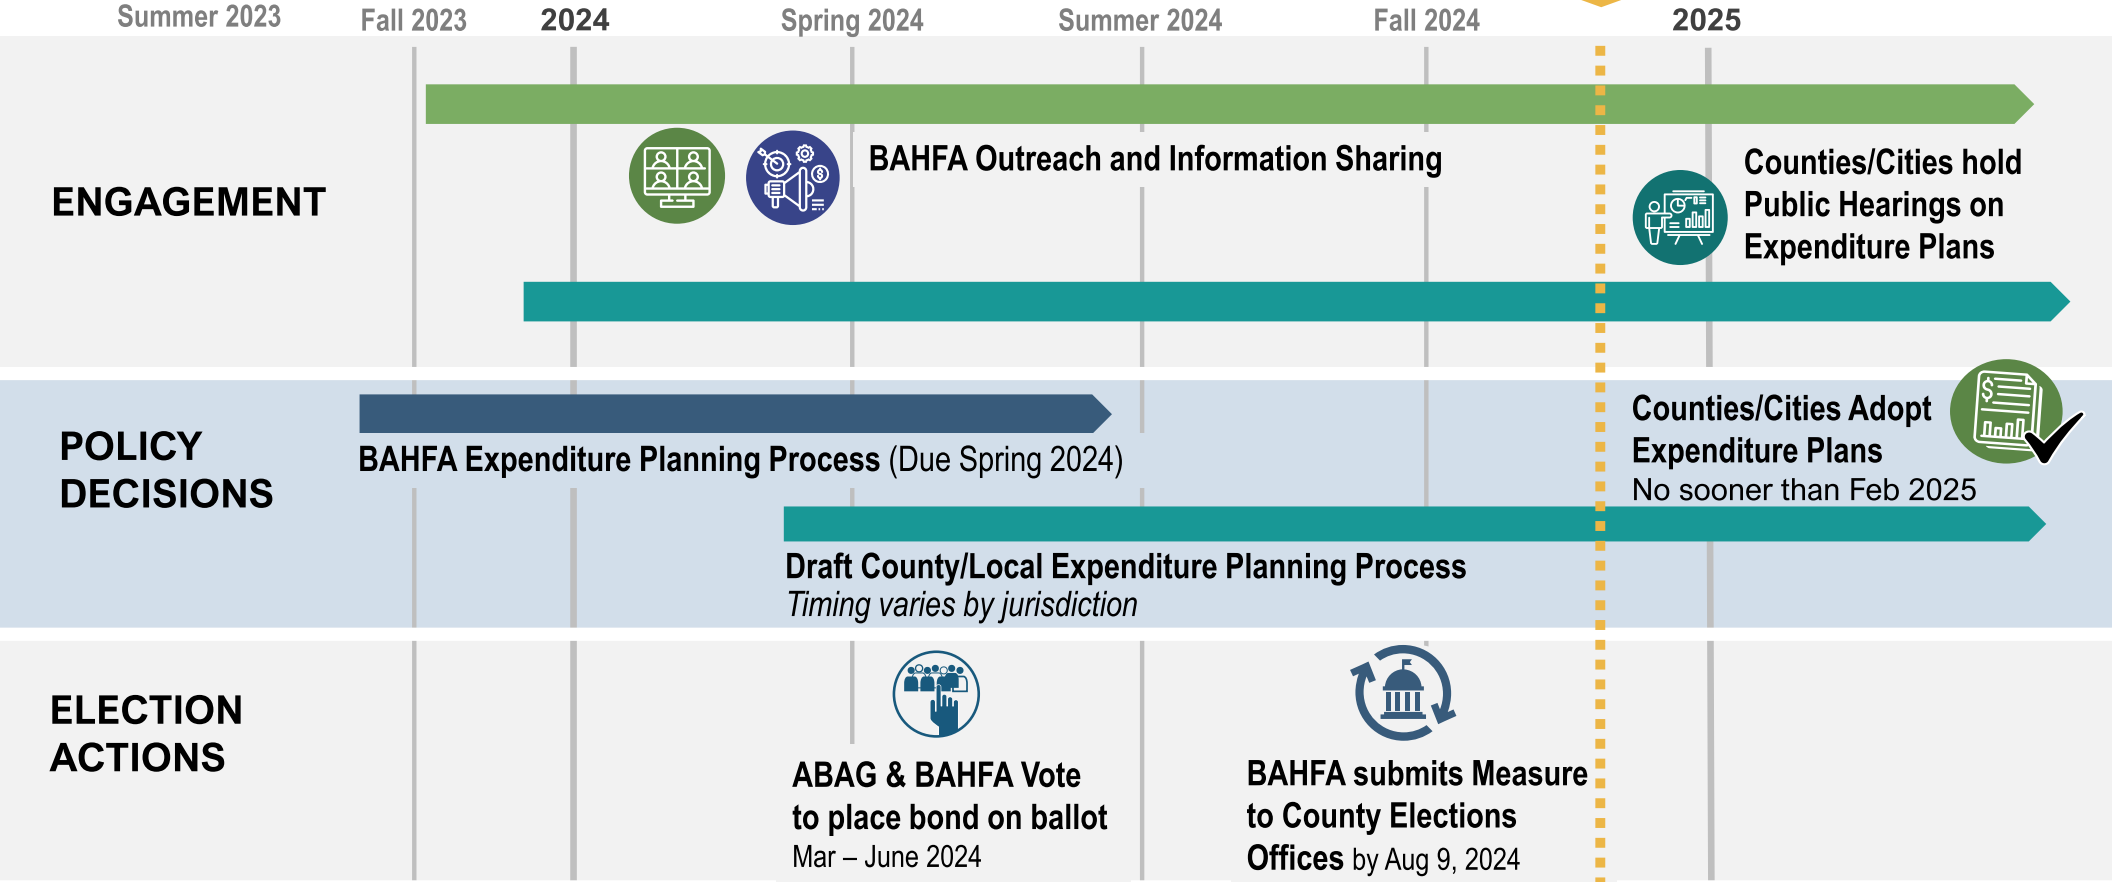 Summer 2023
Fall 2023
2024
Spring 2024
Summer 2024
Fall 2024
2025
ENGAGEMENT
BAHFA Outreach and Information Sharing
Counties/Cities hold
Public Hearings on
Expenditure Plans
POLICY
DECISIONS
BAHFA Expenditure Planning Process (Due Spring 2024)
Counties/Cities Adopt
Expenditure Plans
No sooner than Feb 2025
Draft County/Local Expenditure Planning Process
Timing varies by jurisdiction
ELECTION
ACTIONS
ABAG & BAHFA Vote
to place bond on ballot
Mar – June 2024
BAHFA submits Measure
to County Elections
Offices by Aug 9, 2024